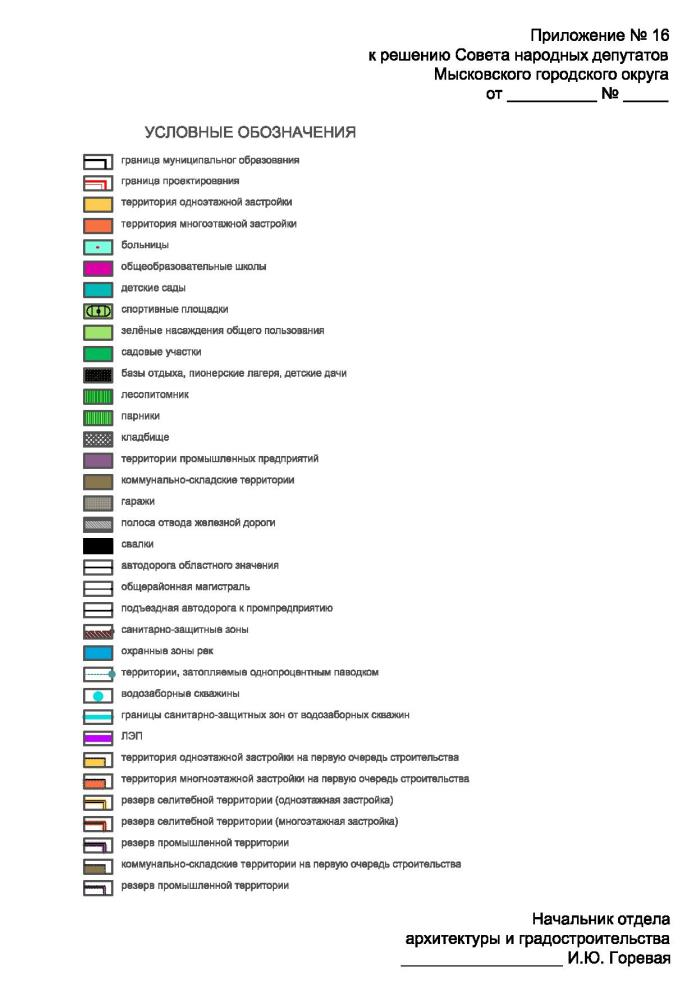 Приложение № 16
к решению Совета народных депутатов
Мысковского городского округа
от __________ № _____
УСЛОВНЫЕ ОБОЗНАЧЕНИЯ
граница муниципальног образования
граница проектирования
территория одноэтажной застройки
территория многоэтажной застройки
больницы
общеобразовательные школы
детские сады
спортивные площадки
зелёные насаждения общего пользования
садовые участки
базы отдыха, пионерские лагеря, детские дачи
лесопитомник
парники
кладбище
территории промышленных предприятий
коммунально-складские территории
гаражи
полоса отвода железной дороги
свалки
автодорога областного значения
общерайонная магистраль
подъездная автодорога к промпредприятию
санитарно-защитные зоны
охранные зоны рек
территории, затопляемые однопроцентным паводком
водозаборные скважины
границы санитарно-защитных зон от водозаборных скважин
ЛЭП
территория одноэтажной застройки на первую очередь строительства
территория многноэтажной застройки на первую очередь строительства
резерв селитебной территории (одноэтажная застройка)
резерв селитебной территории (многоэтажная застройка)
резерв промышленной территории
коммунально-складские территории на первую очередь строительства
резерв промышленной территории
Начальник отдела
архитектуры и градостроительства
__________________ И.Ю. Горевая